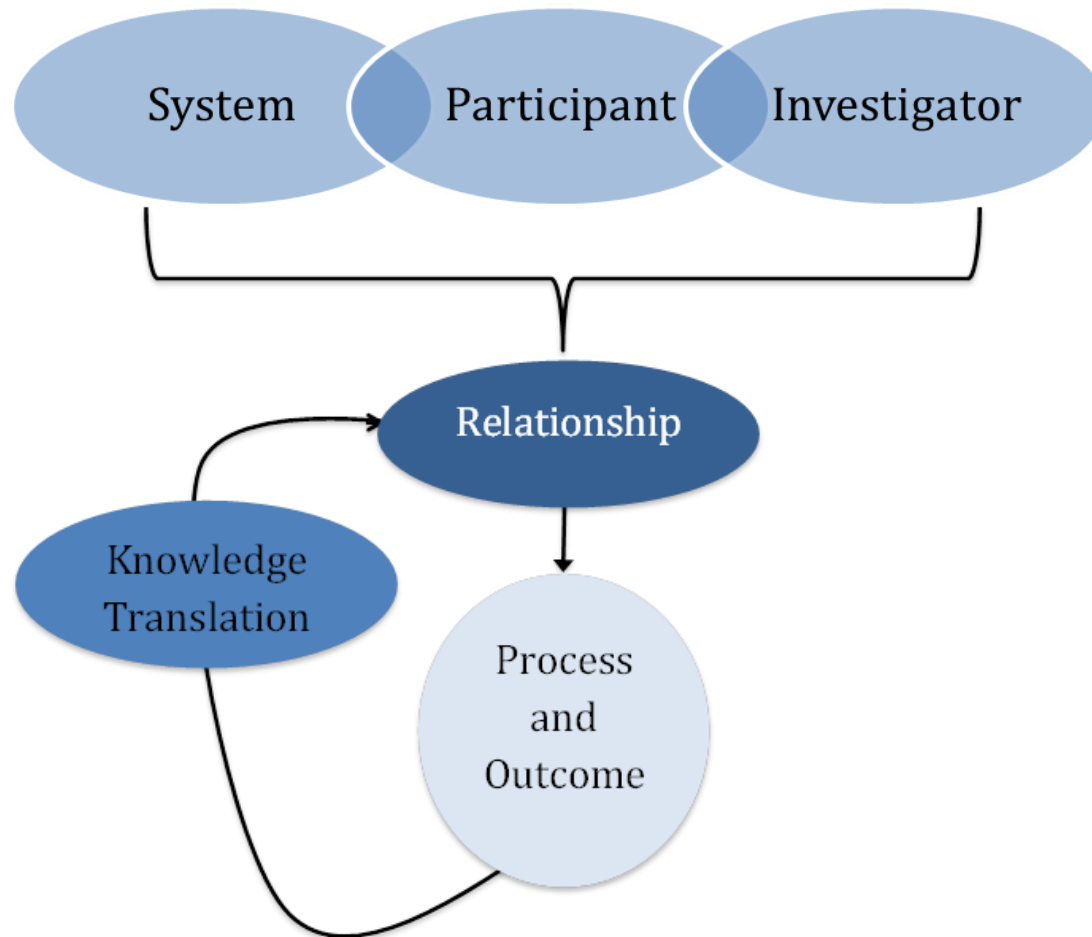 System Participant Investigator
Relationship
Knowledge
Translation
Process
and
Outcome